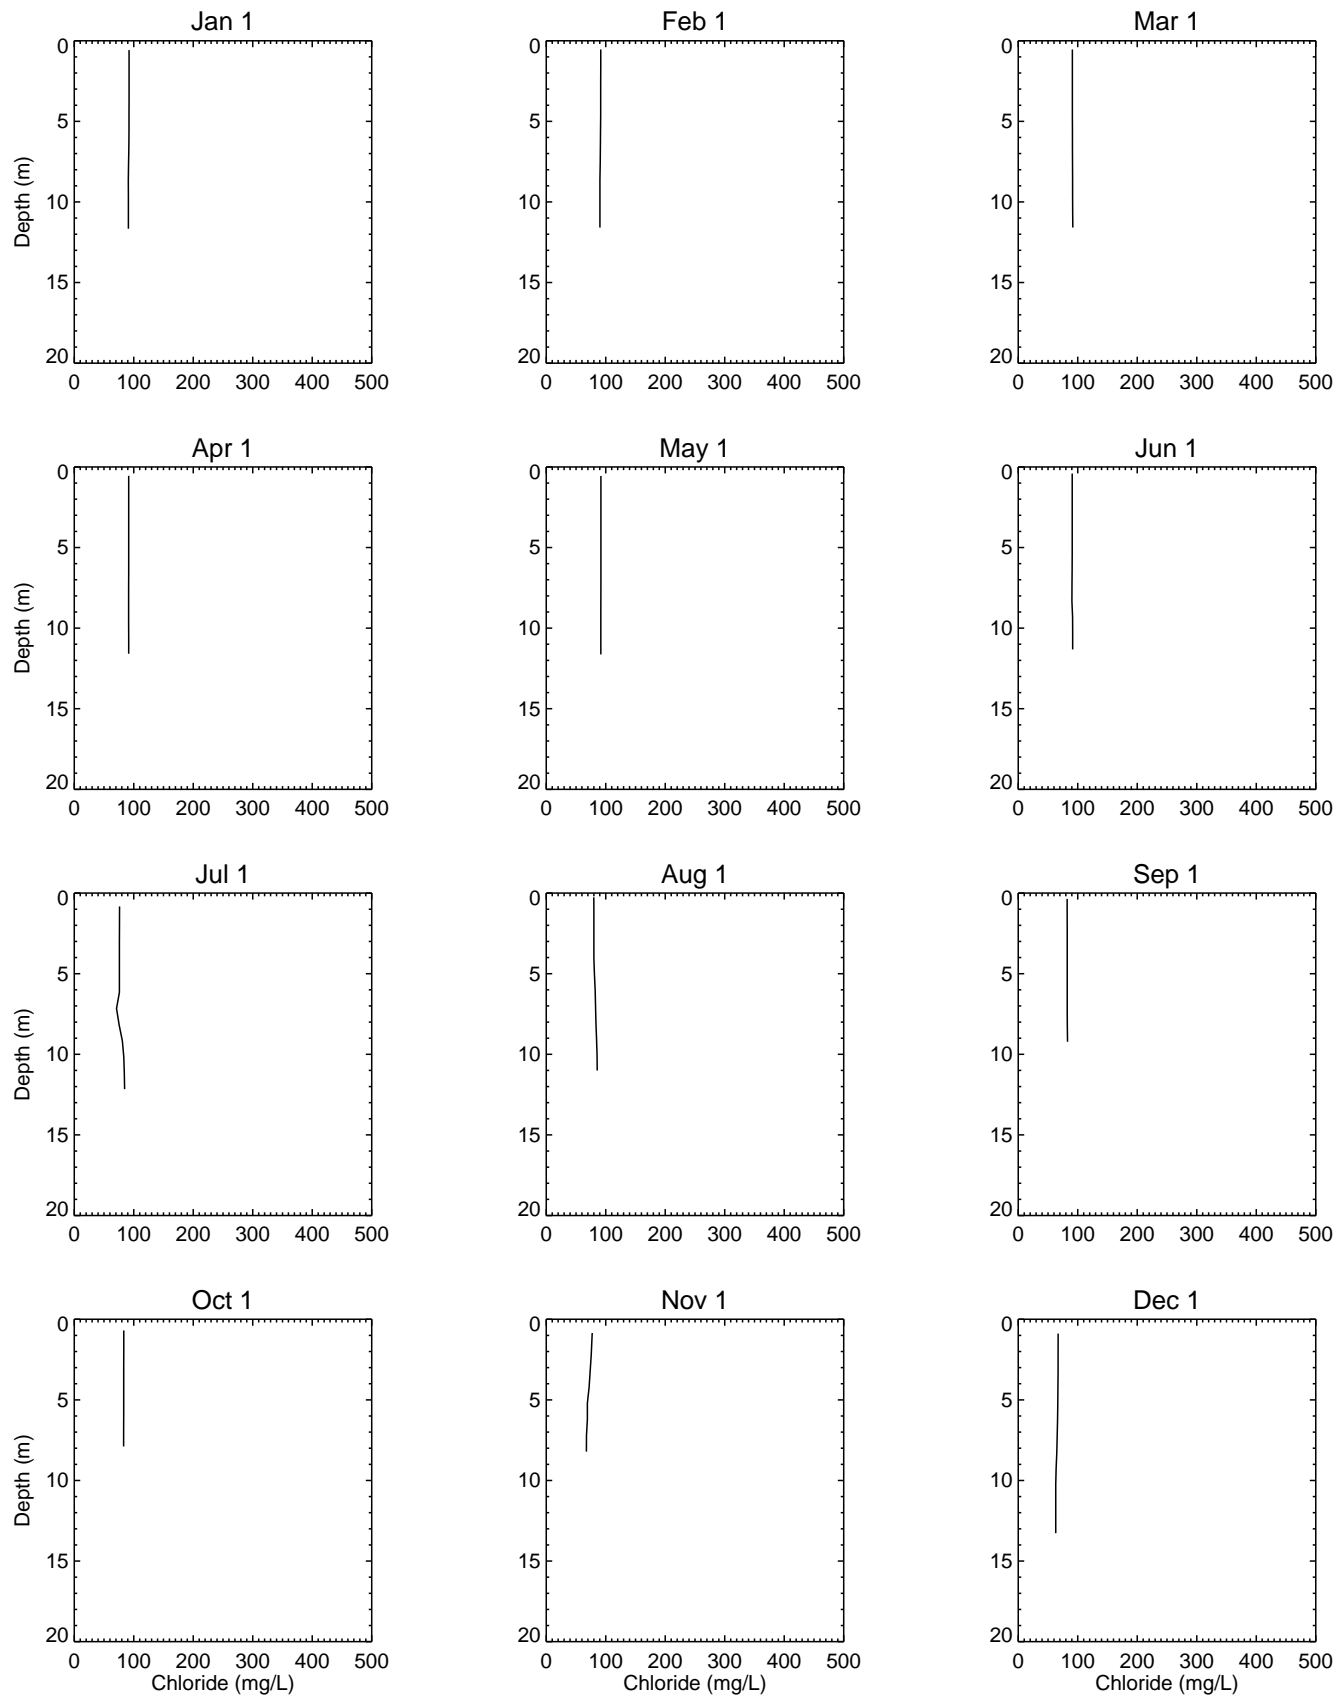 Jan 1
Feb 1
Mar 1
0 0 0
5 5 5
10 10 10
15 15 15
20 20 20
Depth (m)
0 100 200 300 400 500 0 100 200 300 400 500 0 100 200 300 400 500
Apr 1
May 1
Jun 1
0 0 0
5 5 5
10 10 10
15 15 15
20 20 20
Depth (m)
0 100 200 300 400 500 0 100 200 300 400 500 0 100 200 300 400 500
Jul 1
Aug 1
Sep 1
0 0 0
5 5 5
10 10 10
15 15 15
20 20 20
Depth (m)
0 100 200 300 400 500 0 100 200 300 400 500 0 100 200 300 400 500
Oct 1
Nov 1
Dec 1
0 0 0
5 5 5
10 10 10
15 15 15
20 20 20
Depth (m)
0 100 200 300 400 500 0 100 200 300 400 500 0 100 200 300 400 500
Chloride (mg/L)
Chloride (mg/L)
Chloride (mg/L)